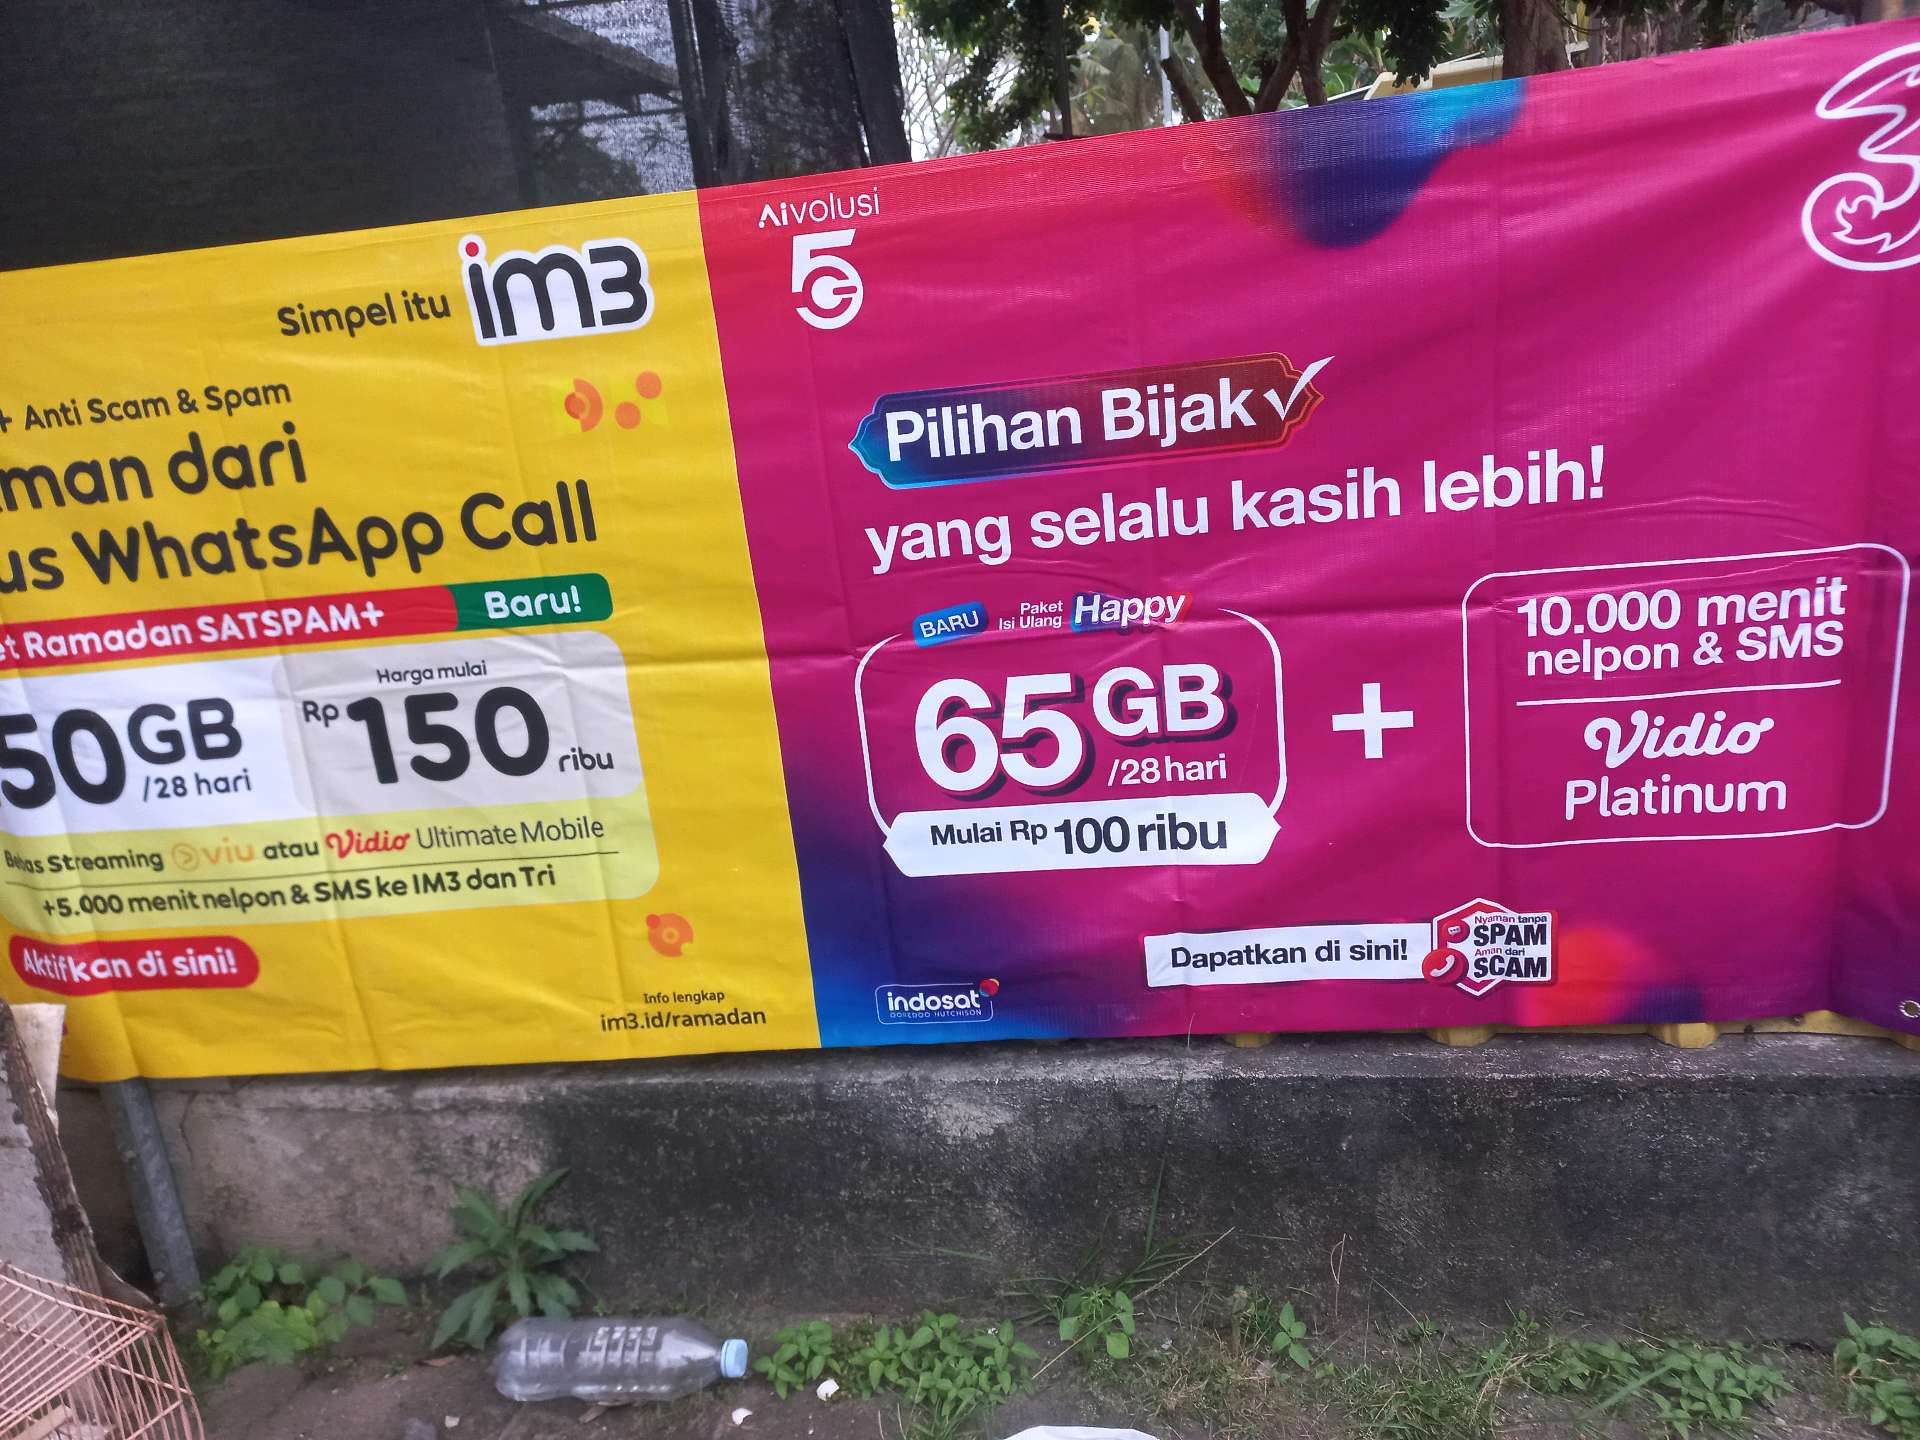 Simpel itu im3
+ Anti Scam & Spam
dari
WhatsApp Call
Ramadan SATSPAM+ Baru!
50GB
/28 hari
Harga mulai
Rp 150 ribu
Bebas Streaming viu atau Vidio Ultimate Mobile
+5.000 menit nelpon & SMS ke IM3 dan Tri
Aktifkan di sini!
Info lengkap
im3.id/ramadan
Aivolusi
5G
3
Pilihan Bijak
yang selalu kasih lebih!
BARU Paket Isi Ulang Happy
65GB
/28 hari
Mulai Rp 100 ribu
+
10.000 menit
nelpon & SMS
Vidio
Platinum
Dapatkan di sini!
Nyaman tanpa
SPAM
Aman dari
SCAM
indosat
OOREDOO HUTCHISON